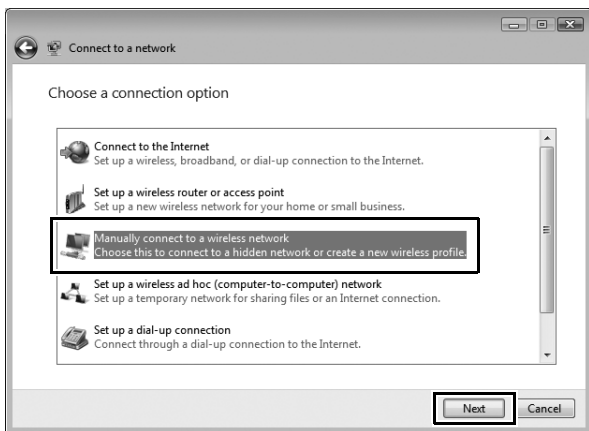 Connect to a network
Choose a connection option
Connect to the Internet
Set up a wireless, broadband, or dial-up connection to the Internet.
Set up a wireless router or access point
Set up a new wireless network for your home or small business.
Manually connect to a wireless network
Choose this to connect to a hidden network or create a new wireless profile.
Set up a wireless ad hoc (computer-to-computer) network
Set up a temporary network for sharing files or an Internet connection.
Set up a dial-up connection
Connect through a dial-up connection to the Internet.
Next
Cancel